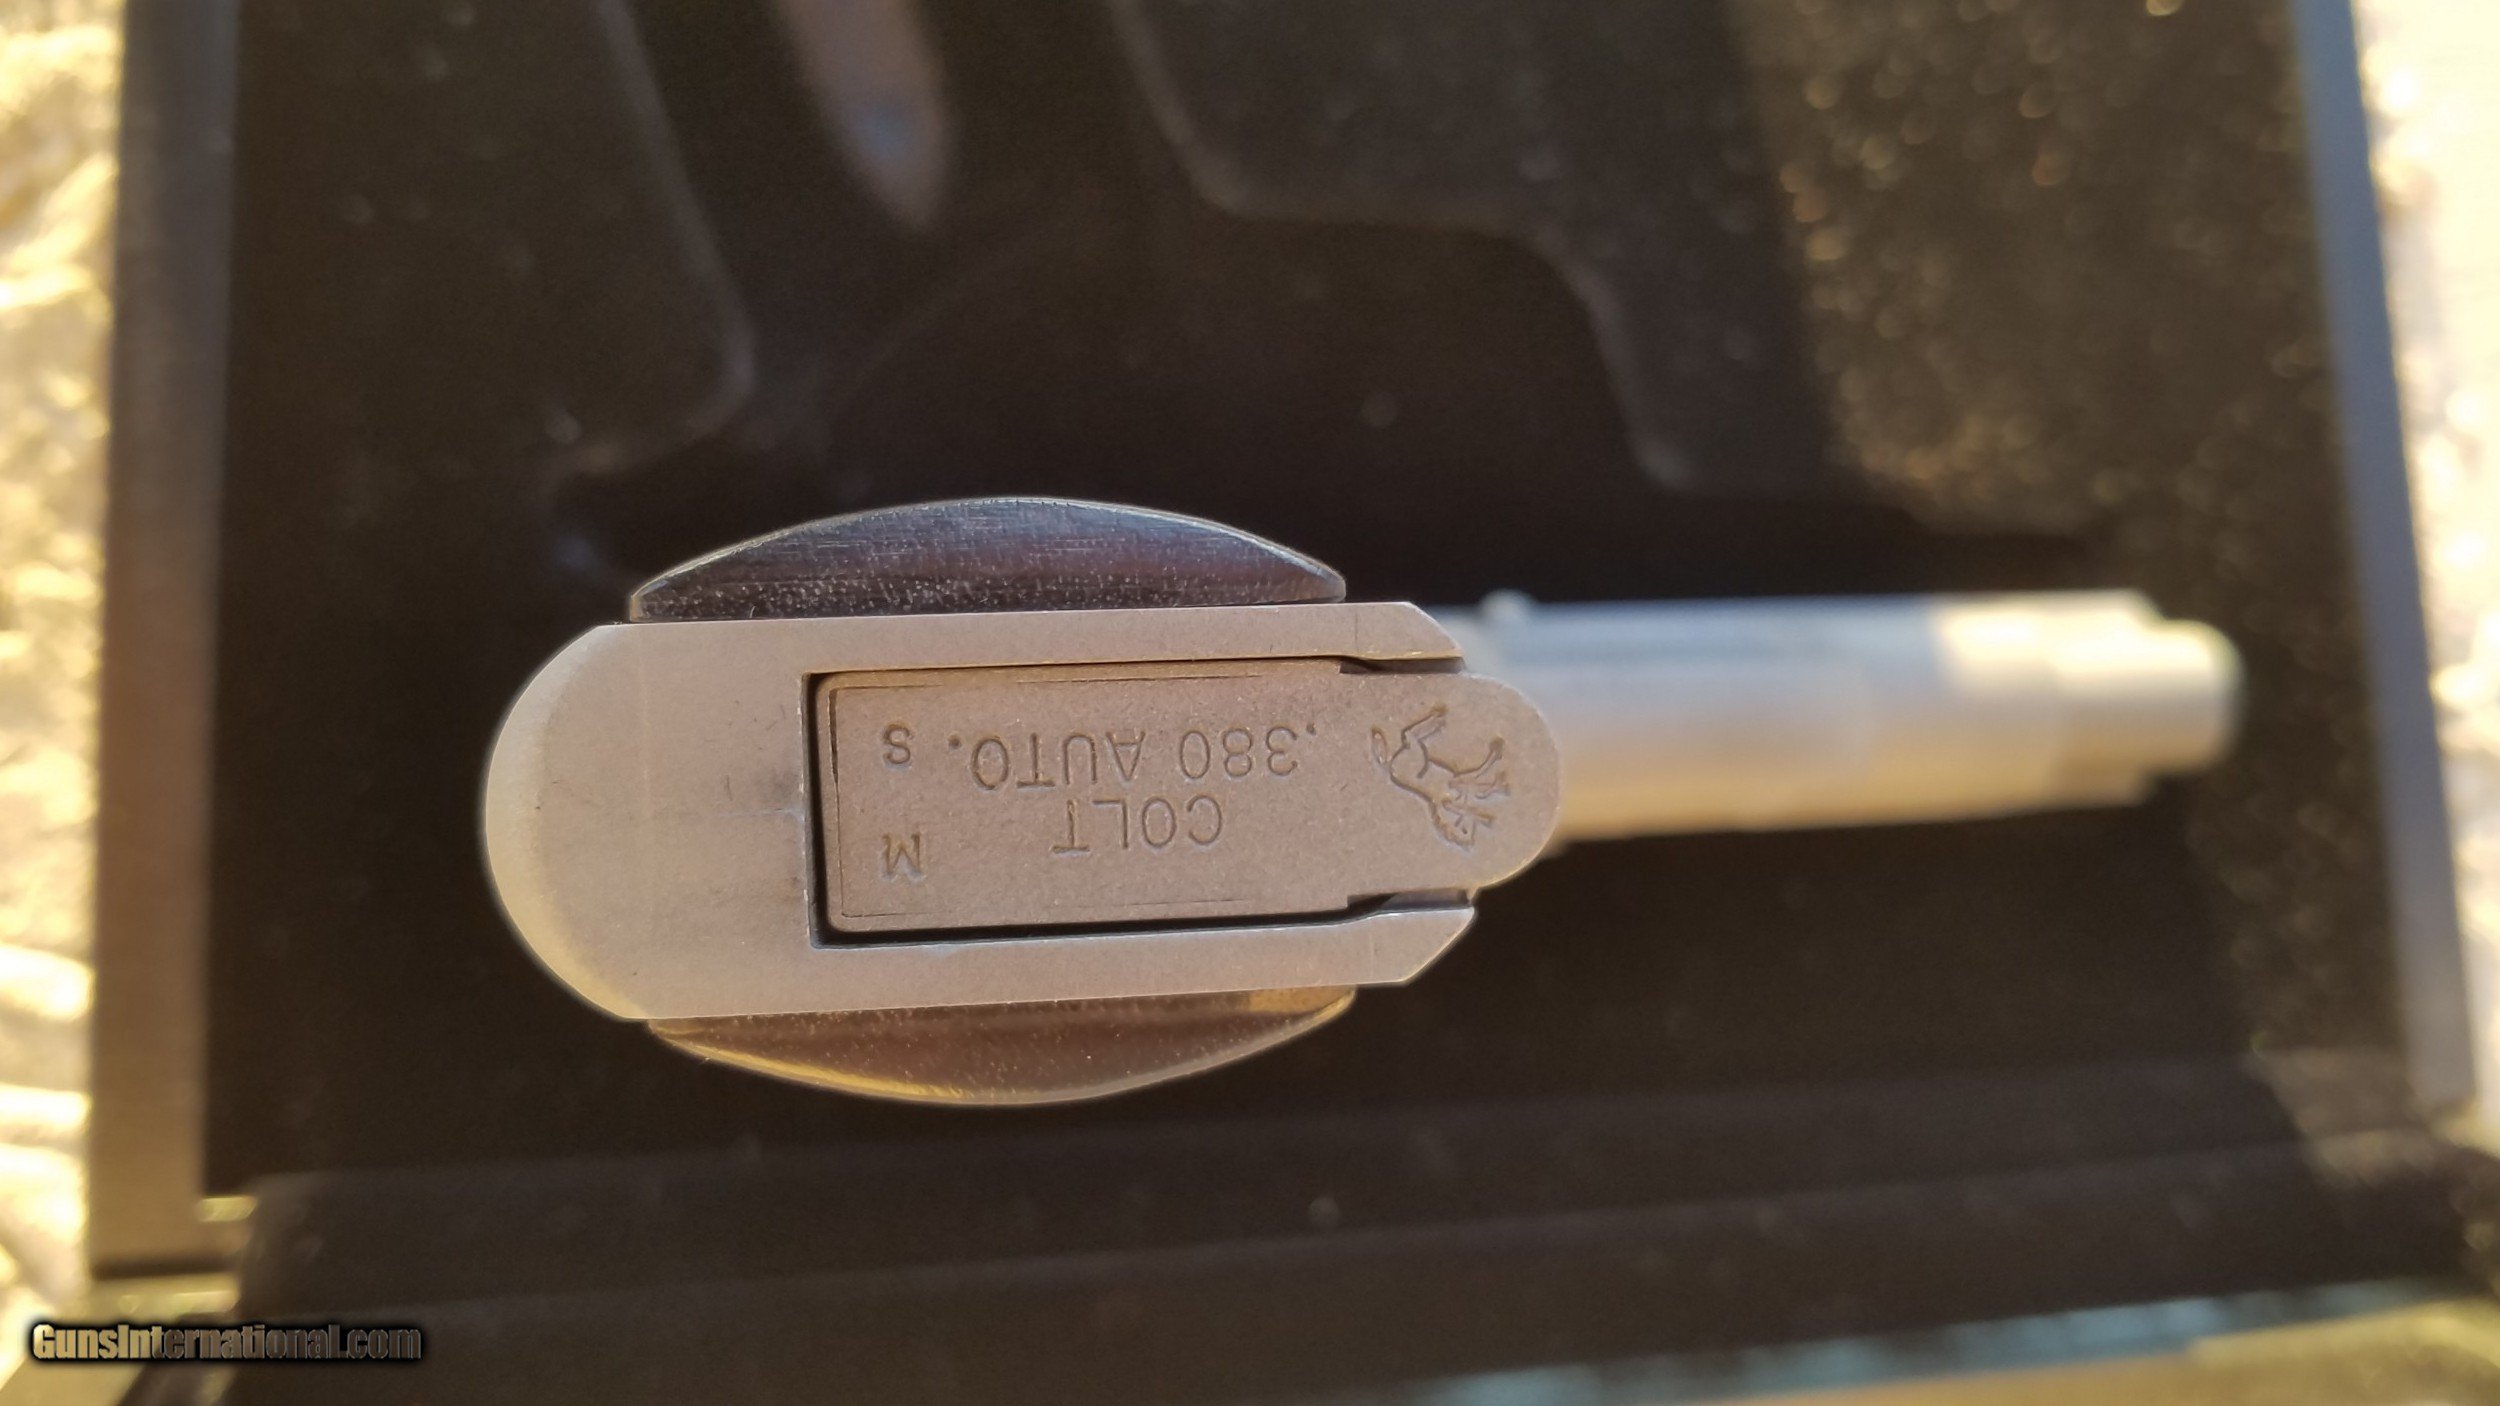 COLT
.380 AUTO.
M
s
GunsInternational.com